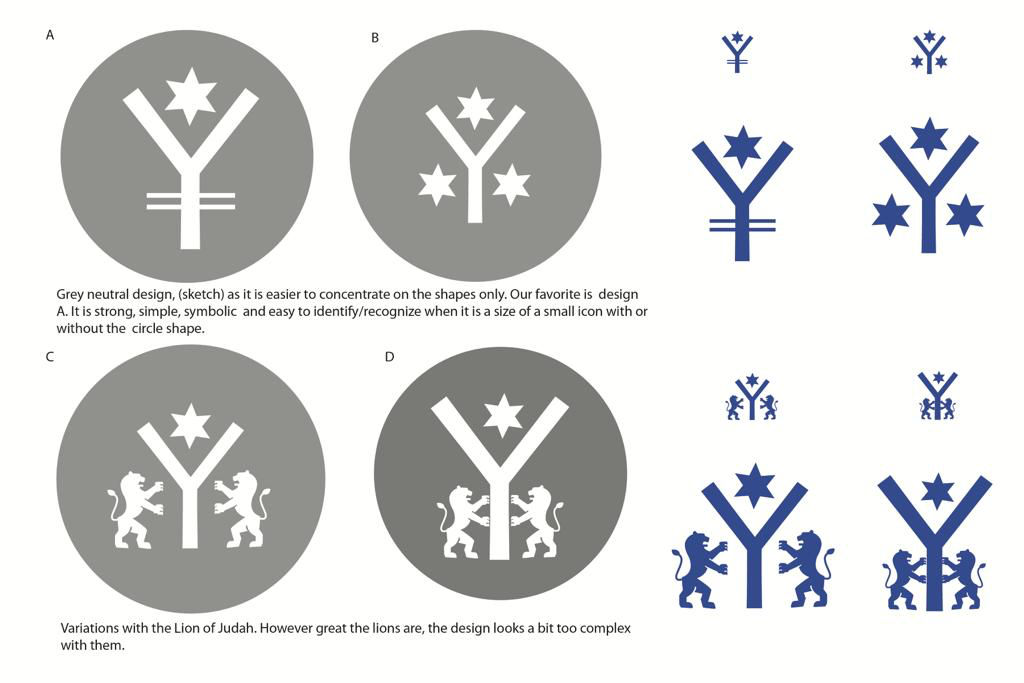 A
B
Grey neutral design, (sketch) as it is easier to concentrate on the shapes only. Our favorite is  design
A. It is strong, simple, symbolic  and easy to identify/recognize when it is a size of a small icon with or
without the  circle shape.
C
D
Variations with the Lion of Judah. However great the lions are, the design looks a bit too complex
with them.